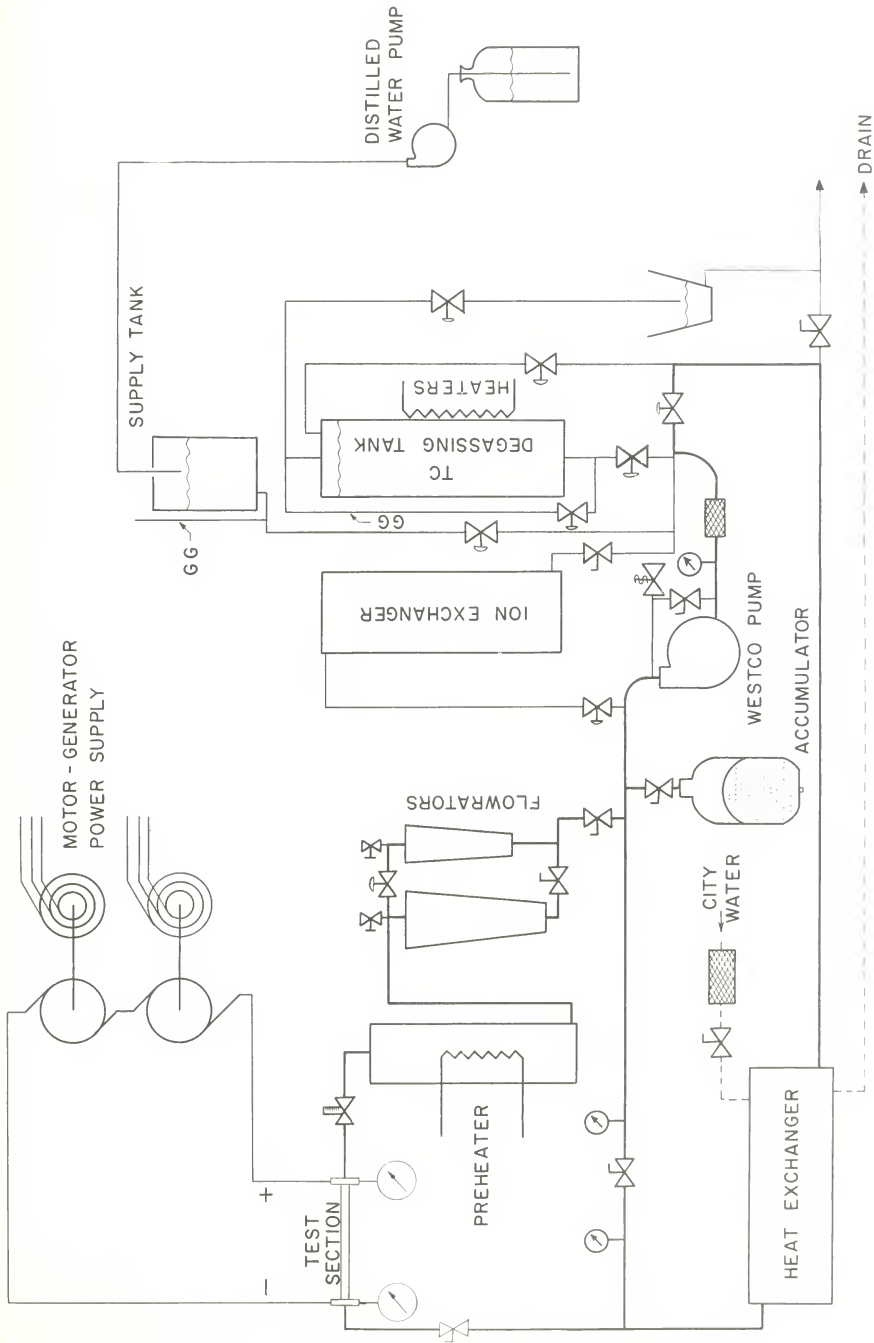 MOTOR - GENERATOR
POWER SUPPLY
SUPPLY TANK
DISTILLED
WATER PUMP
GG
GG
HEATERS
TC
DEGASSING TANK
ION EXCHANGER
FLOWRATORS
+
−
TEST
SECTION
PREHEATER
WESTCO PUMP
ACCUMULATOR
CITY
WATER
HEAT EXCHANGER
DRAIN